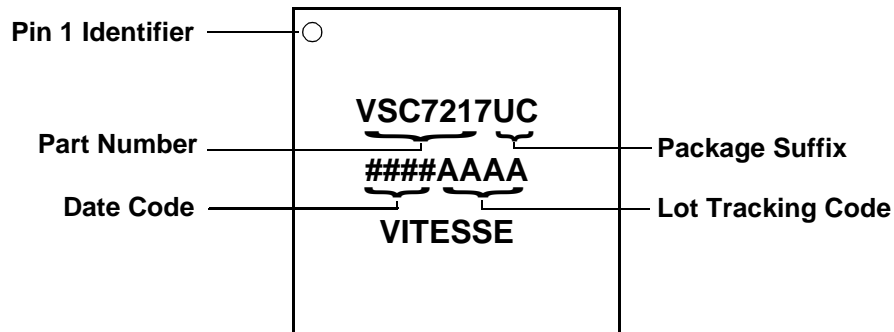 Pin 1 Identifier
VSC7217UC
Part Number
Package Suffix
####AAAA
Date Code
Lot Tracking Code
VITESSE